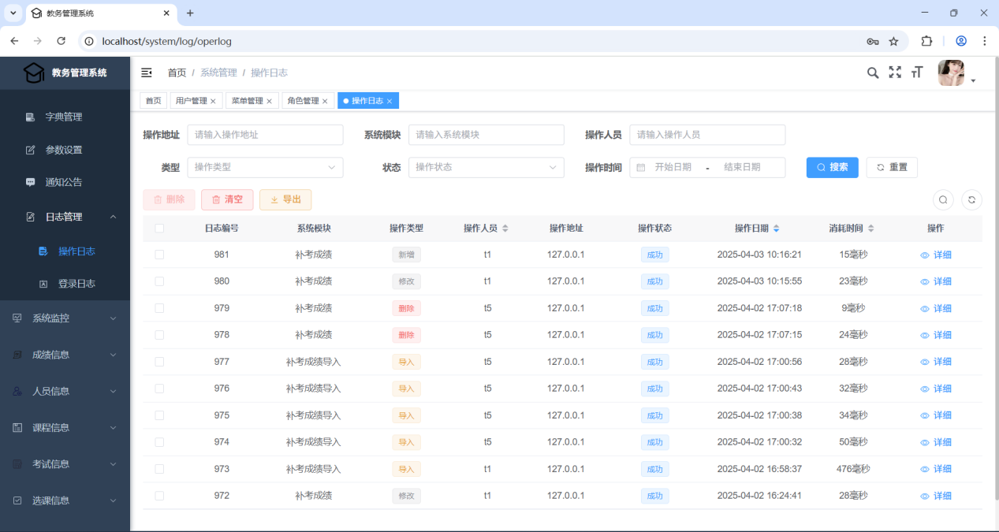 教务管理系统
localhost/system/log/operlog
教务管理系统
首页 / 系统管理 / 操作日志
首页 用户管理 菜单管理 角色管理 操作日志
字典管理
参数设置
通知公告
日志管理
操作日志
登录日志
系统监控
成绩信息
人员信息
课程信息
考试信息
选课信息
操作地址 请输入操作地址 系统模块 请输入系统模块 操作人员 请输入操作人员
类型 操作类型 状态 操作状态 操作时间 开始日期 - 结束日期 搜索 重置
删除 清空 导出
日志编号 系统模块 操作类型 操作人员 操作地址 操作状态 操作日期 消耗时间 操作
981 补考成绩 新增 t1 127.0.0.1 成功 2025-04-03 10:16:21 15毫秒 详细
980 补考成绩 修改 t1 127.0.0.1 成功 2025-04-03 10:15:55 23毫秒 详细
979 补考成绩 删除 t5 127.0.0.1 成功 2025-04-02 17:07:18 9毫秒 详细
978 补考成绩 删除 t5 127.0.0.1 成功 2025-04-02 17:07:15 24毫秒 详细
977 补考成绩导入 导入 t5 127.0.0.1 成功 2025-04-02 17:00:56 28毫秒 详细
976 补考成绩导入 导入 t5 127.0.0.1 成功 2025-04-02 17:00:43 32毫秒 详细
975 补考成绩导入 导入 t5 127.0.0.1 成功 2025-04-02 17:00:38 34毫秒 详细
974 补考成绩导入 导入 t5 127.0.0.1 成功 2025-04-02 17:00:32 50毫秒 详细
973 补考成绩导入 导入 t1 127.0.0.1 成功 2025-04-02 16:58:37 476毫秒 详细
972 补考成绩 修改 t1 127.0.0.1 成功 2025-04-02 16:24:41 28毫秒 详细